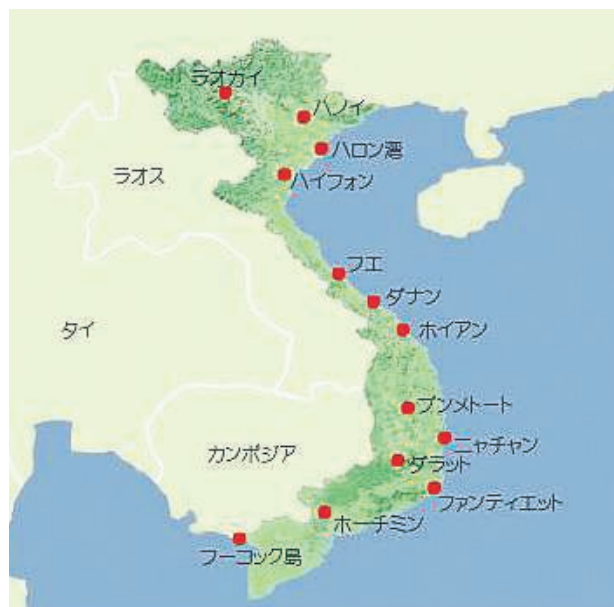 ラオカイ
ハノイ
ハロン湾
ハイフォン
ラオス
フエ
ダナン
ホイアン
タイ
ブンメトート
ニャチャン
カンボジア
ダラット
ファンティエット
ホーチミン
フーコック島